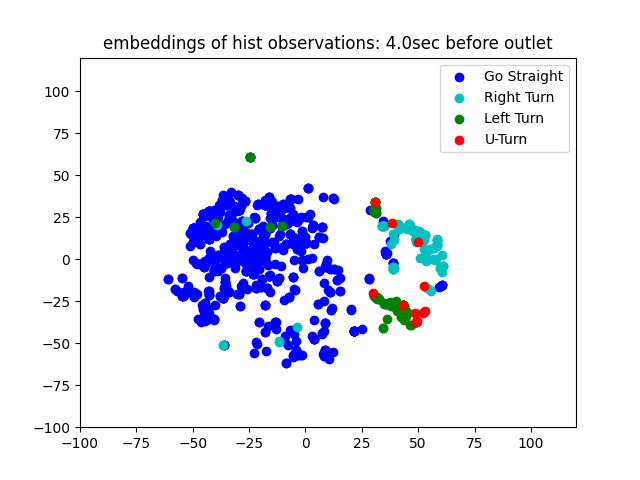 embeddings of hist observations: 4.0sec before outlet
Go Straight
Right Turn
Left Turn
U-Turn
100
75
50
25
0
−25
−50
−75
−100
−100 −75 −50 −25 0 25 50 75 100